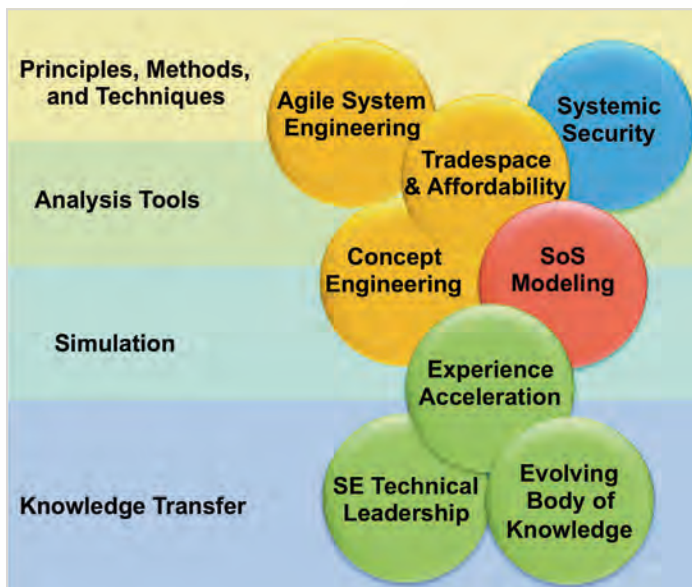 Principles, Methods,
and Techniques
Agile System
Engineering
Systemic
Security
Tradespace
& Affordability
Analysis Tools
Concept
Engineering
SoS
Modeling
Simulation
Experience
Acceleration
Knowledge Transfer
SE Technical
Leadership
Evolving
Body of
Knowledge